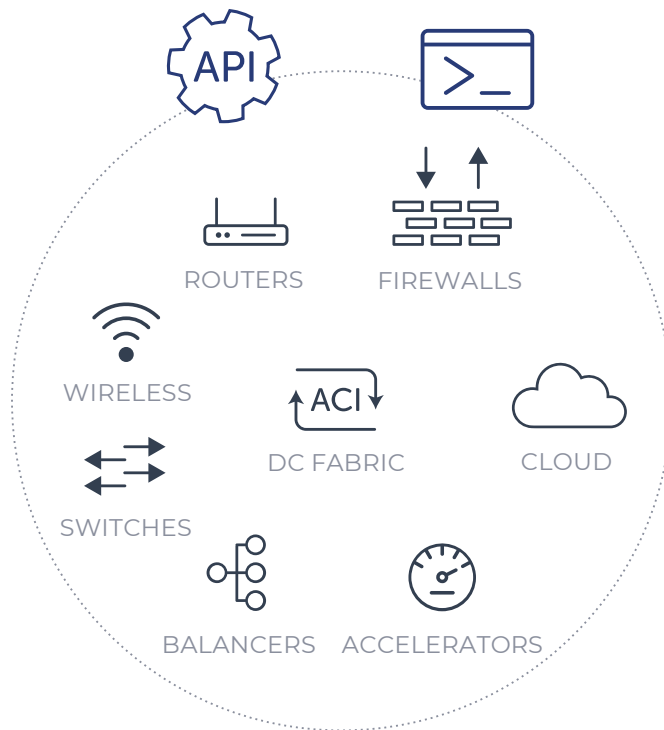 API
>_
ROUTERS
FIREWALLS
WIRELESS
ACI
DC FABRIC
CLOUD
SWITCHES
BALANCERS
ACCELERATORS